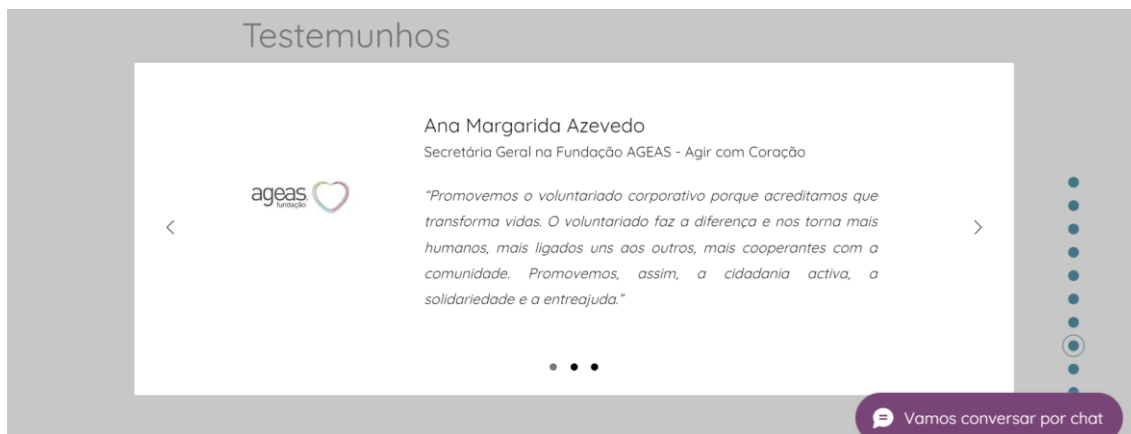 Testemunhos
Ana Margarida Azevedo
Secretária Geral na Fundação AGEAS - Agir com Coração
ageas
fundação
“Promovemos o voluntariado corporativo porque acreditamos que
transforma vidas. O voluntariado faz a diferença e nos torna mais
humanos, mais ligados uns aos outros, mais cooperantes com a
comunidade. Promovemos, assim, a cidadania activa, a
solidariedade e a entreajuda.”
Vamos conversar por chat